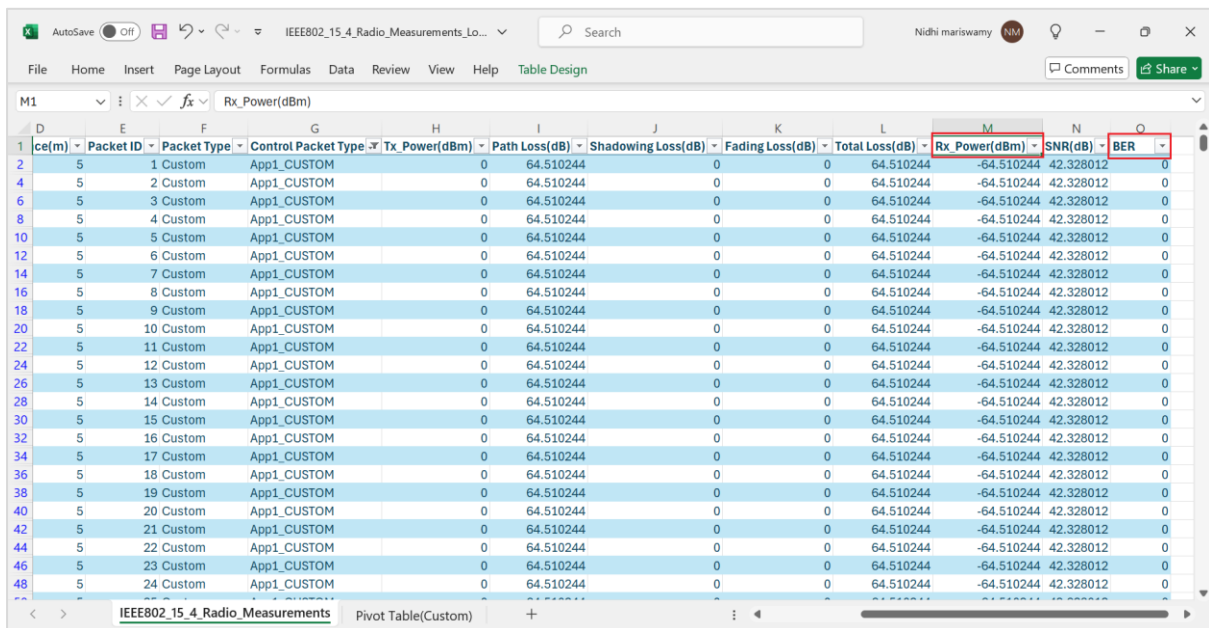 AutoSave Off IEEE802_15_4_Radio_Measurements_Lo... Search Nidhi mariswamy NM
File Home Insert Page Layout Formulas Data Review View Help Table Design Comments Share
M1 fx Rx_Power(dBm)
D E F G H I J K L M N O
1 ice(m) Packet ID Packet Type Control Packet Type Tx_Power(dBm) Path Loss(dB) Shadowing Loss(dB) Fading Loss(dB) Total Loss(dB) Rx_Power(dBm) SNR(dB) BER
2 5 1 Custom App1_CUSTOM 0 64.510244 0 0 64.510244 -64.510244 42.328012 0
4 5 2 Custom App1_CUSTOM 0 64.510244 0 0 64.510244 -64.510244 42.328012 0
6 5 3 Custom App1_CUSTOM 0 64.510244 0 0 64.510244 -64.510244 42.328012 0
8 5 4 Custom App1_CUSTOM 0 64.510244 0 0 64.510244 -64.510244 42.328012 0
10 5 5 Custom App1_CUSTOM 0 64.510244 0 0 64.510244 -64.510244 42.328012 0
12 5 6 Custom App1_CUSTOM 0 64.510244 0 0 64.510244 -64.510244 42.328012 0
14 5 7 Custom App1_CUSTOM 0 64.510244 0 0 64.510244 -64.510244 42.328012 0
16 5 8 Custom App1_CUSTOM 0 64.510244 0 0 64.510244 -64.510244 42.328012 0
18 5 9 Custom App1_CUSTOM 0 64.510244 0 0 64.510244 -64.510244 42.328012 0
20 5 10 Custom App1_CUSTOM 0 64.510244 0 0 64.510244 -64.510244 42.328012 0
22 5 11 Custom App1_CUSTOM 0 64.510244 0 0 64.510244 -64.510244 42.328012 0
24 5 12 Custom App1_CUSTOM 0 64.510244 0 0 64.510244 -64.510244 42.328012 0
26 5 13 Custom App1_CUSTOM 0 64.510244 0 0 64.510244 -64.510244 42.328012 0
28 5 14 Custom App1_CUSTOM 0 64.510244 0 0 64.510244 -64.510244 42.328012 0
30 5 15 Custom App1_CUSTOM 0 64.510244 0 0 64.510244 -64.510244 42.328012 0
32 5 16 Custom App1_CUSTOM 0 64.510244 0 0 64.510244 -64.510244 42.328012 0
34 5 17 Custom App1_CUSTOM 0 64.510244 0 0 64.510244 -64.510244 42.328012 0
36 5 18 Custom App1_CUSTOM 0 64.510244 0 0 64.510244 -64.510244 42.328012 0
38 5 19 Custom App1_CUSTOM 0 64.510244 0 0 64.510244 -64.510244 42.328012 0
40 5 20 Custom App1_CUSTOM 0 64.510244 0 0 64.510244 -64.510244 42.328012 0
42 5 21 Custom App1_CUSTOM 0 64.510244 0 0 64.510244 -64.510244 42.328012 0
44 5 22 Custom App1_CUSTOM 0 64.510244 0 0 64.510244 -64.510244 42.328012 0
46 5 23 Custom App1_CUSTOM 0 64.510244 0 0 64.510244 -64.510244 42.328012 0
48 5 24 Custom App1_CUSTOM 0 64.510244 0 0 64.510244 -64.510244 42.328012 0
IEEE802_15_4_Radio_Measurements Pivot Table(Custom)